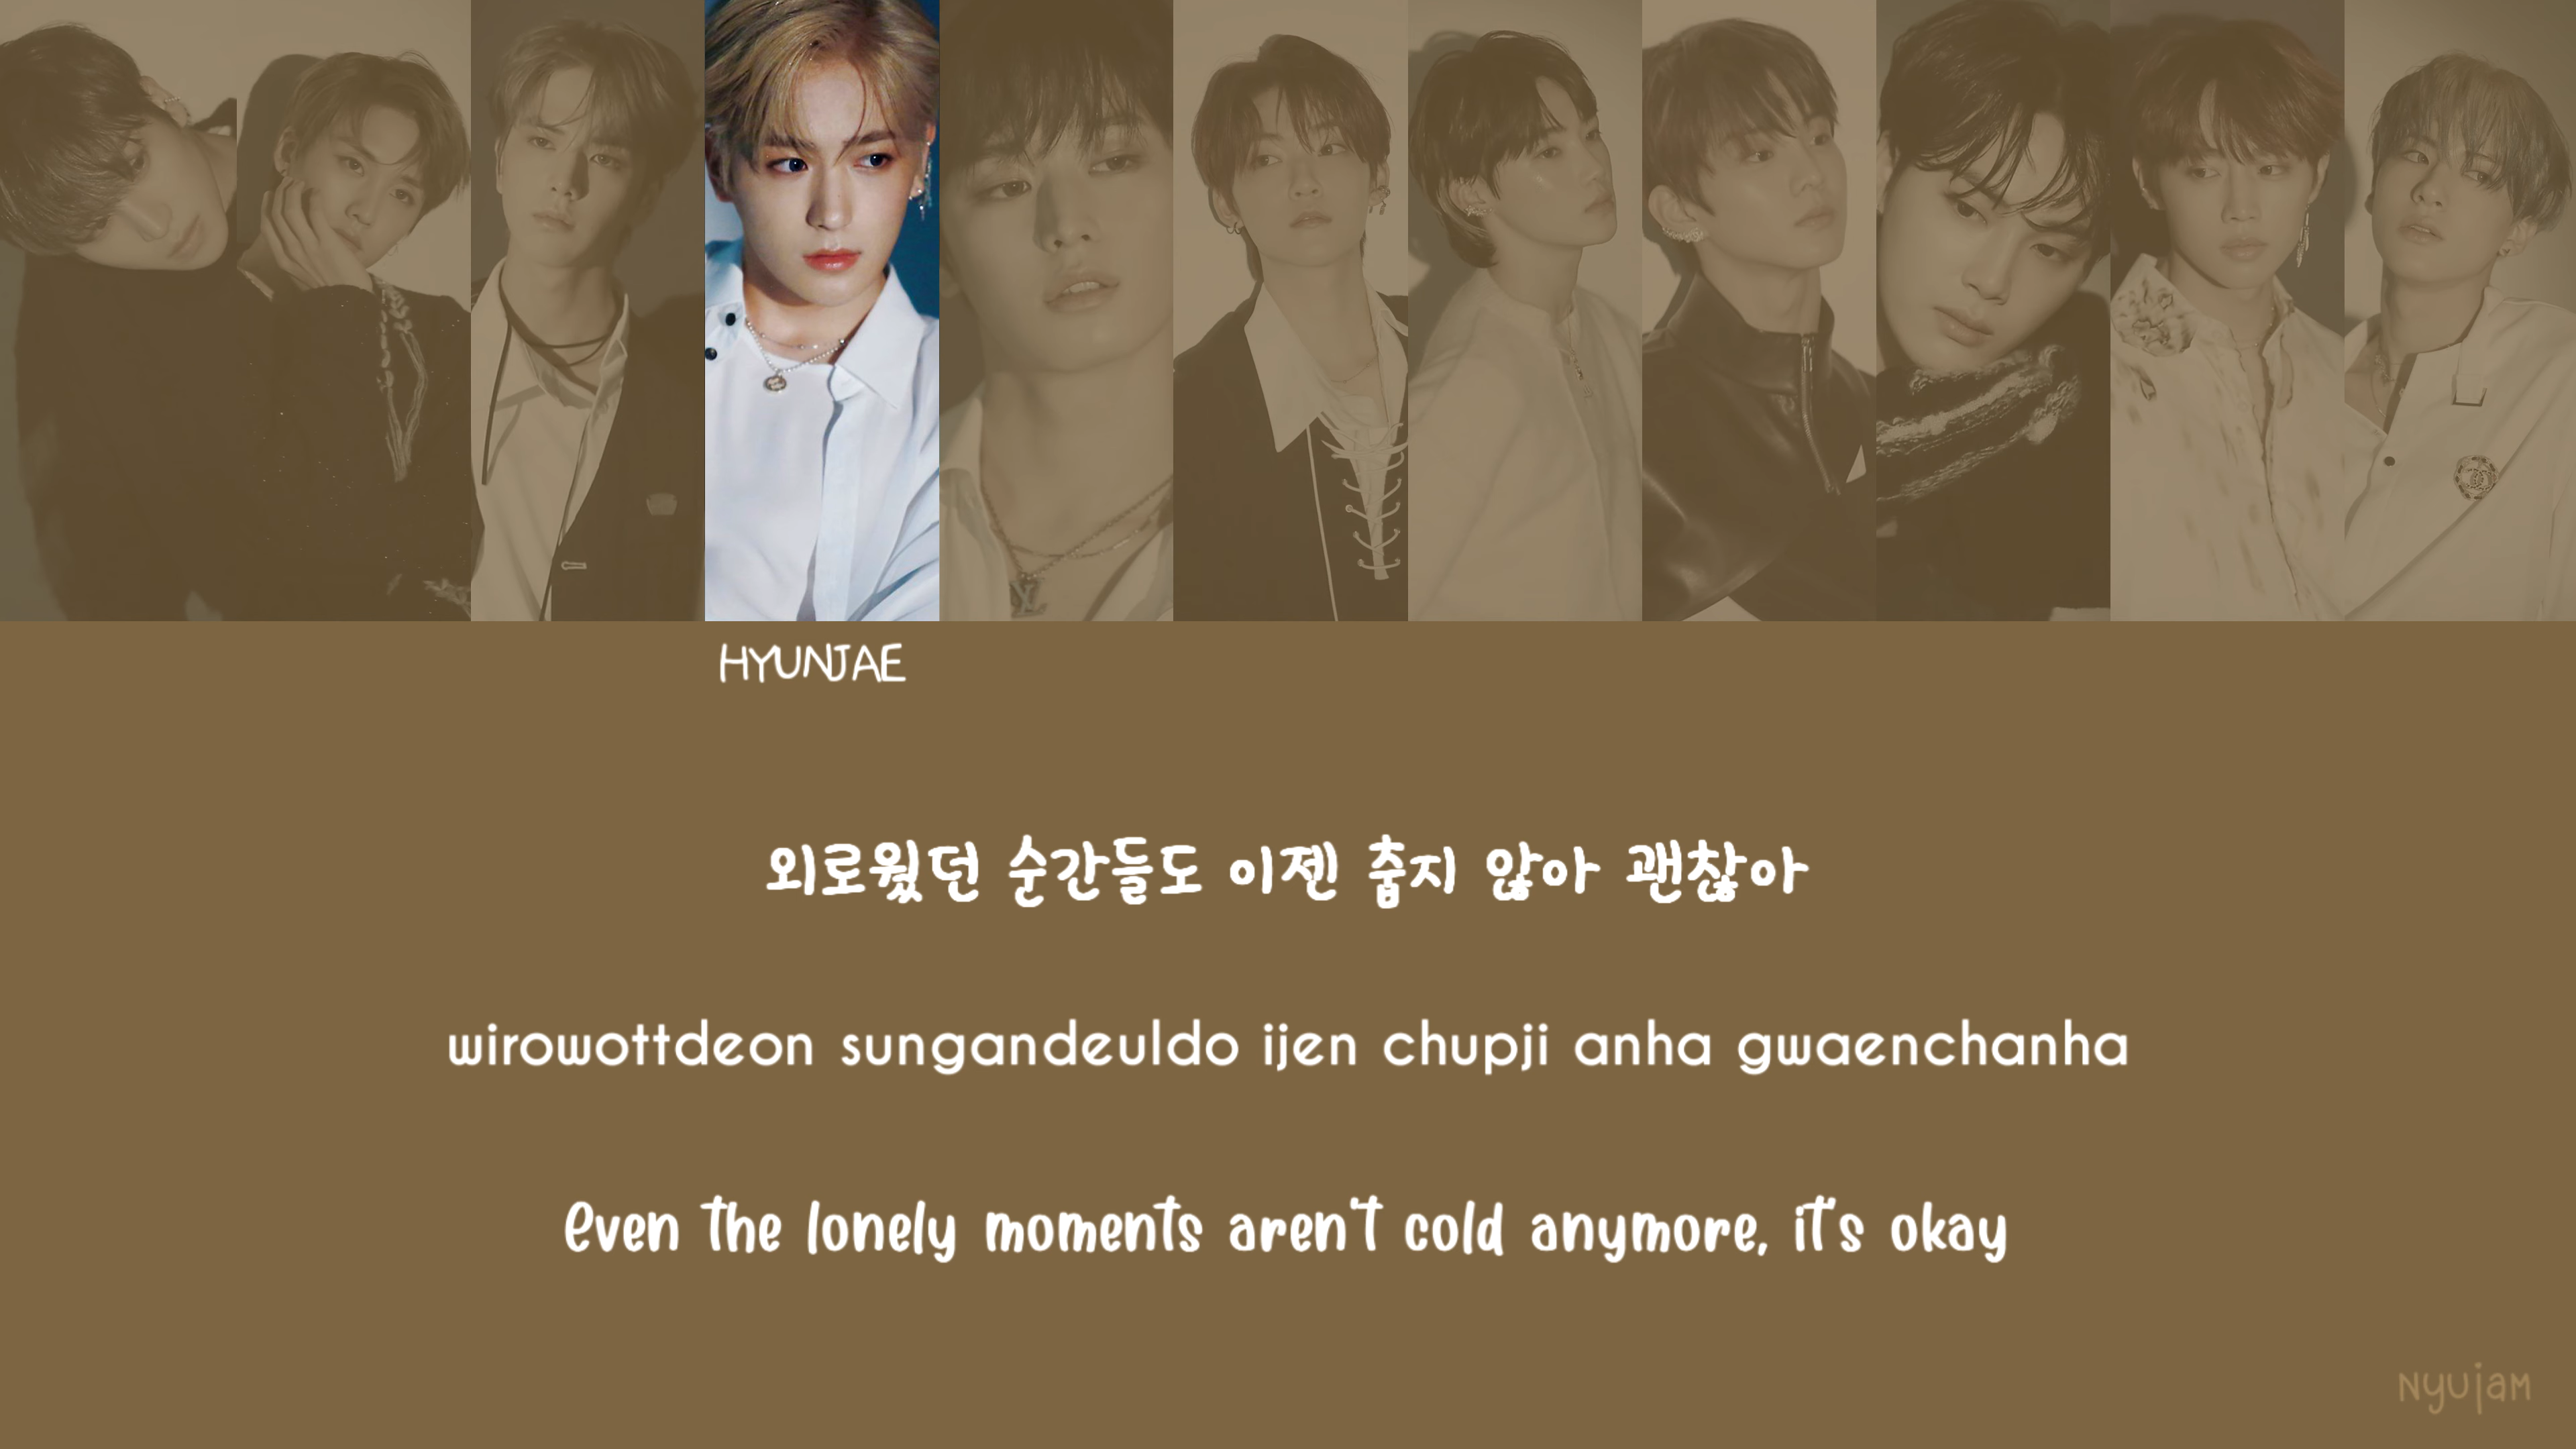 HYUNJAE
외로웠던 순간들도 이젠 춥지 않아 괜찮아
wirowottdeon sungandeuldo ijen chupji anha gwaenchanha
Even the lonely moments aren't cold anymore, it's okay
NyujaM